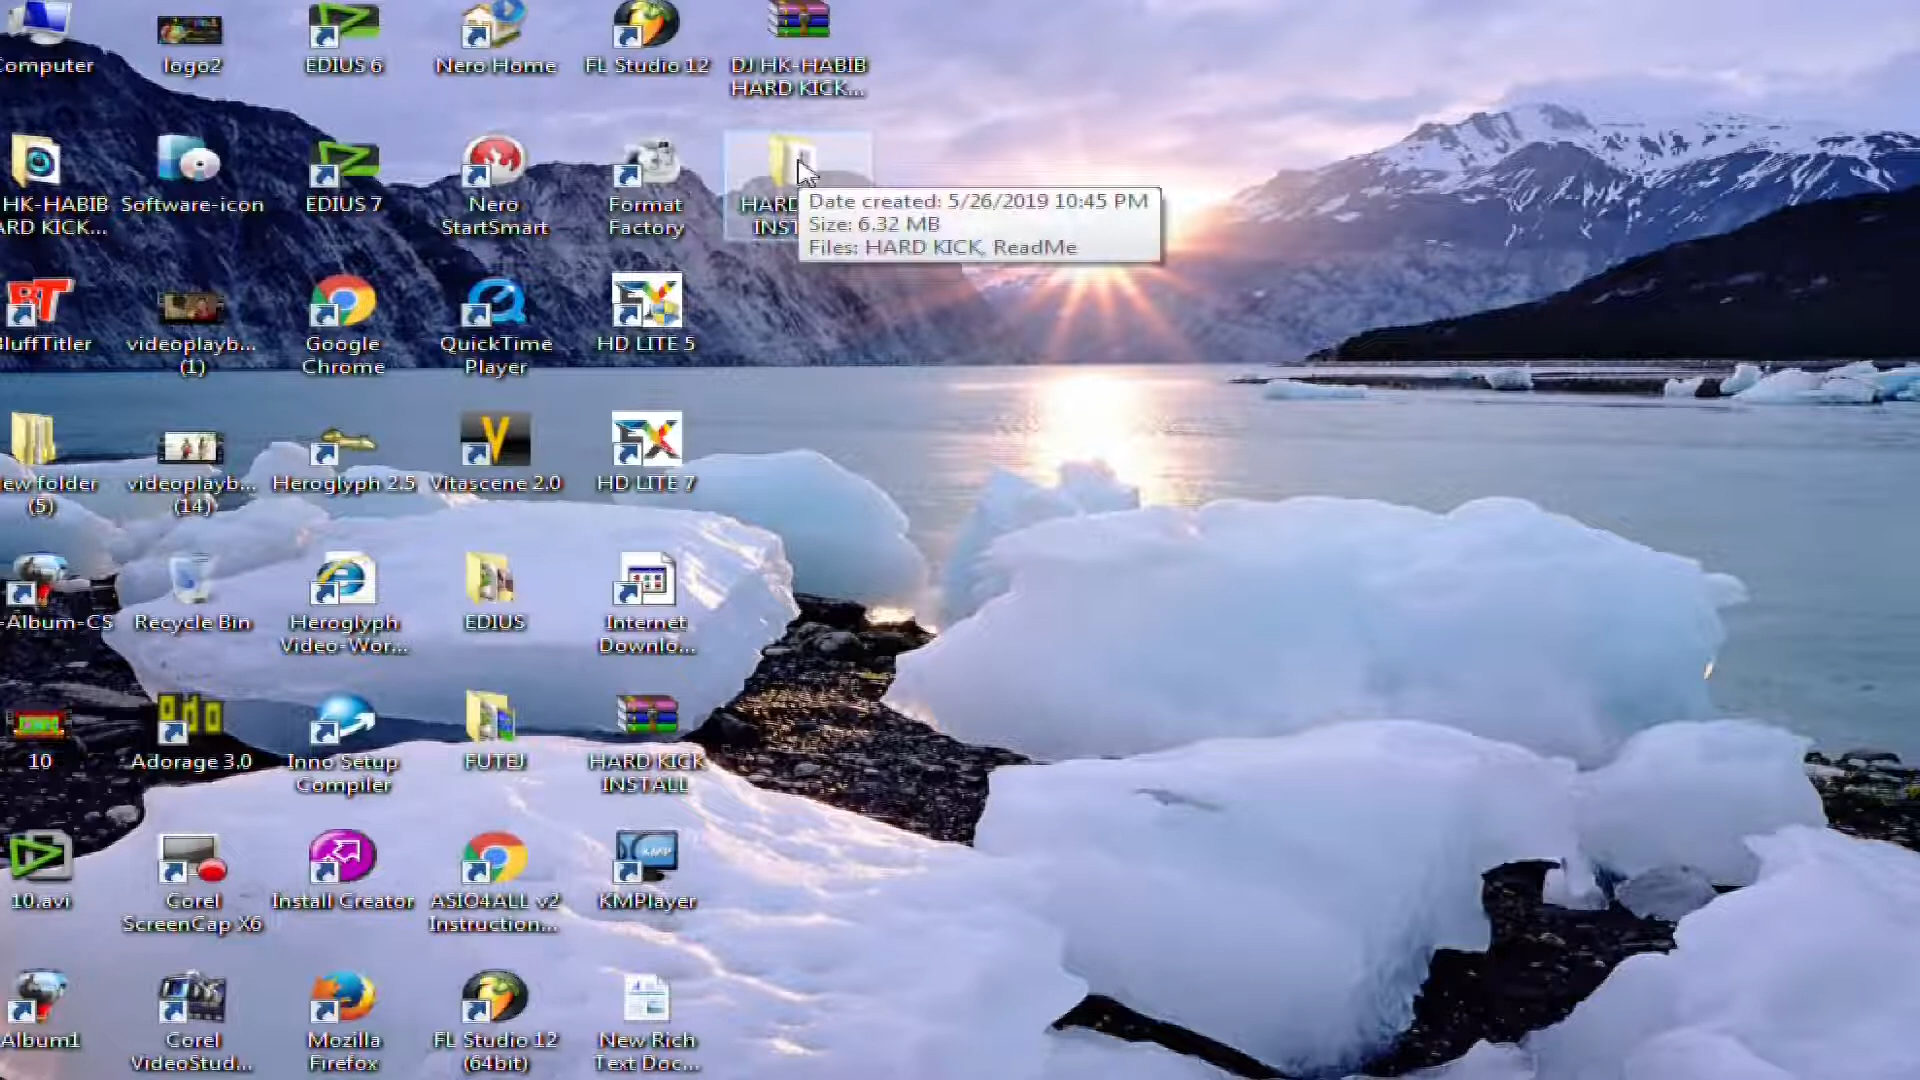 Computer
logo2
EDIUS 6
Nero Home
FL Studio 12
DJ HK-HABIB
HARD KICK...
HK-HABIB
ARD KICK...
Software-icon
EDIUS 7
Nero
StartSmart
Format
Factory
HARD
INST
Date created: 5/26/2019 10:45 PM
Size: 6.32 MB
Files: HARD KICK, ReadMe
BT
luffTitler
videoplayb...
(1)
Google
Chrome
QuickTime
Player
HD LITE 5
ew folder
(5)
videoplayb...
(14)
Heroglyph 2.5
Vitascene 2.0
HD LITE 7
-Album-CS
Recycle Bin
Heroglyph
Video-Wor...
EDIUS
Internet
Downlo...
10
Adorage 3.0
Inno Setup
Compiler
FUTEJ
HARD KICK
INSTALL
10.avi
Corel
ScreenCap X6
Install Creator
ASIO4ALL v2
Instruction...
KMPlayer
Album1
Corel
VideoStud...
Mozilla
Firefox
FL Studio 12
(64bit)
New Rich
Text Doc...